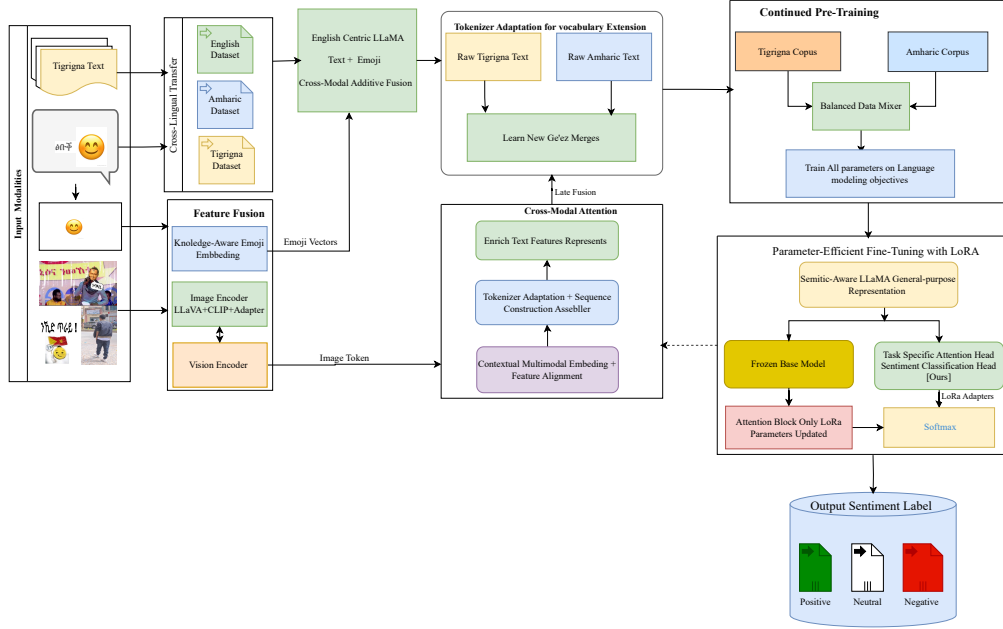 Input Modalities
Tigrigna Text
ዕበኛ
Cross-Lingual Transfer
English
Dataset
Amharic
Dataset
Tigrigna
Dataset
English Centric LLaMA
Text + Emoji
Cross-Modal Additive Fusion
Tokenizer Adaptation for vocabulary Extension
Raw Tigrigna Text
Raw Amharic Text
Learn New Ge'ez Merges
Continued Pre-Training
Tigrigna Copus
Amharic Corpus
Balanced Data Mixer
Train All parameters on Language
modeling objectives
Feature Fusion
Knoledge-Aware Emoji
Embbeding
Image Encoder
LLaVA+CLIP+Adapter
Vision Encoder
Emoji Vectors
Image Token
Late Fusion
Cross-Modal Attention
Enrich Text Features Represents
Tokenizer Adaptation + Sequence
Construction Assebller
Contextual Multimodal Embeding +
Feature Alignment
Parameter-Efficient Fine-Tuning with LoRA
Semitic-Aware LLaMA General-purpose
Representation
Frozen Base Model
Task Specific Attention Head
Sentiment Classification Head
[Ours]
LoRa Adapters
Attention Block Only LoRa
Parameters Updated
Softmax
Output Sentiment Label
Positive
Neutral
Negative